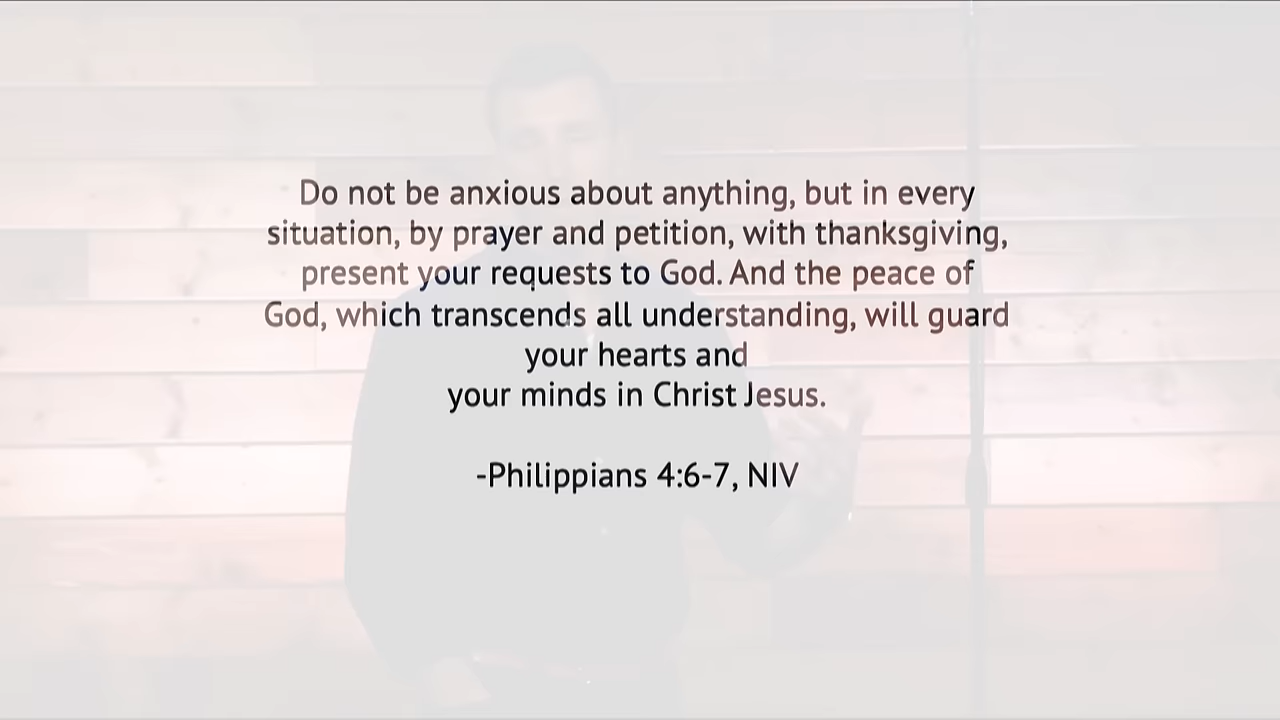 Do not be anxious about anything, but in every
situation, by prayer and petition, with thanksgiving,
present your requests to God. And the peace of
God, which transcends all understanding, will guard
your hearts and
your minds in Christ Jesus.
-Philippians 4:6-7, NIV